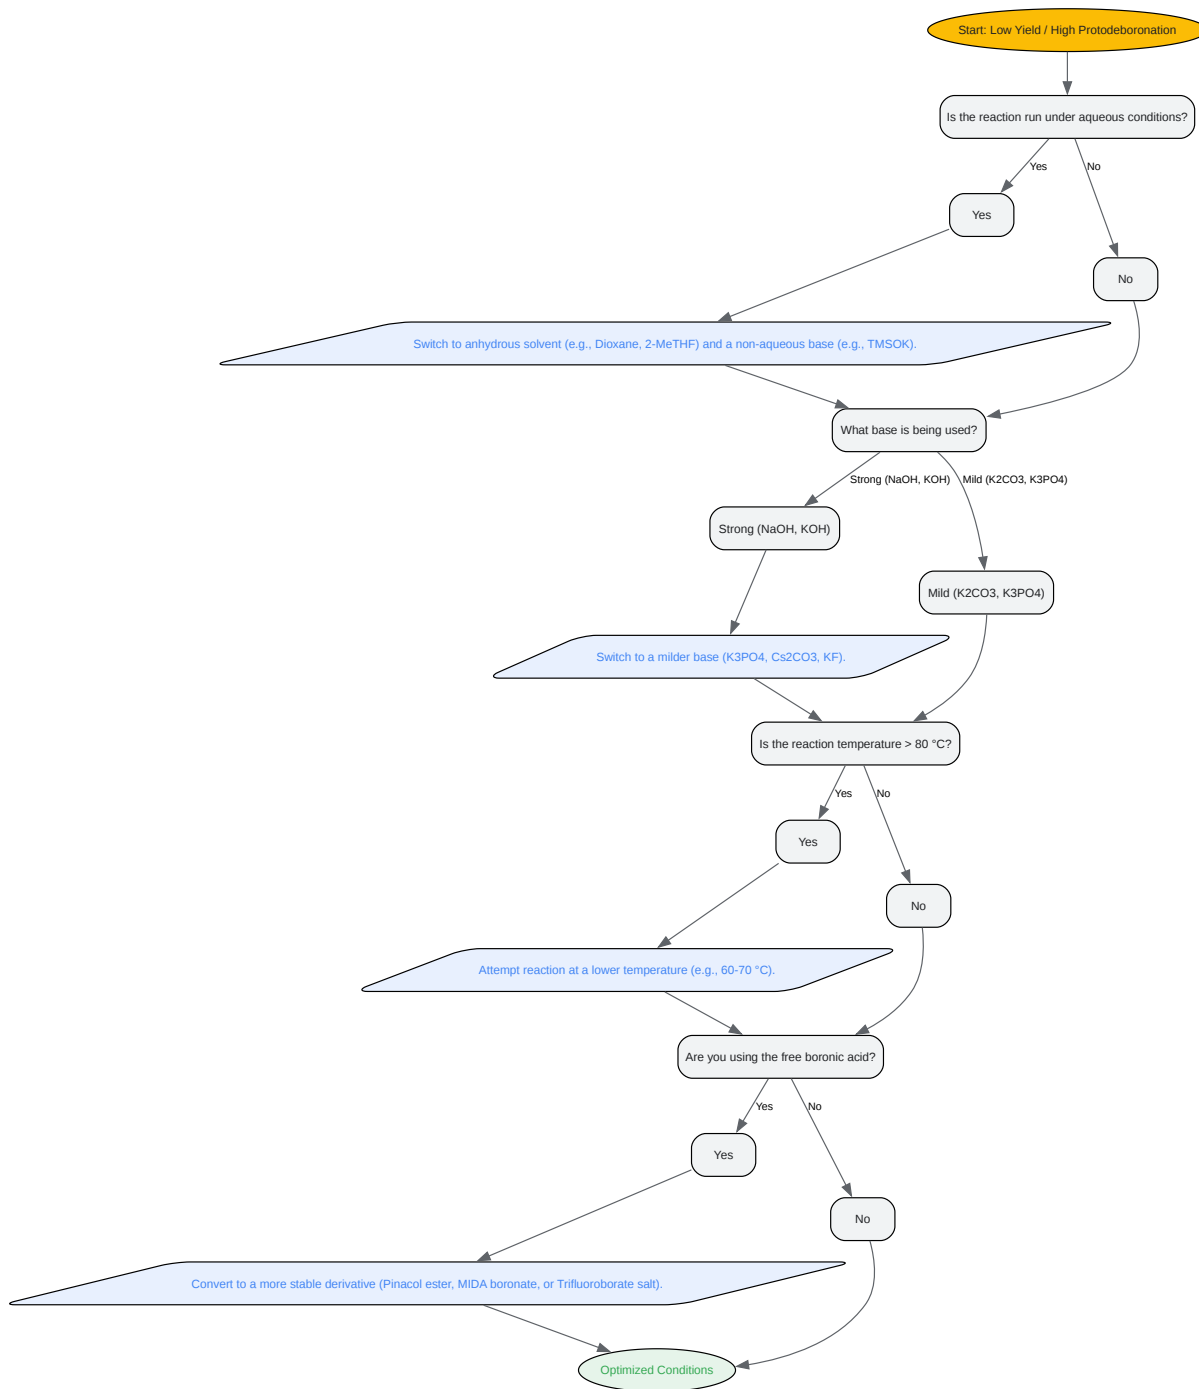 Start: Low Yield / High Protodeboronation
Is the reaction run under aqueous conditions?
Yes
No
Yes
No
Switch to anhydrous solvent (e.g., Dioxane, 2-MeTHF) and a non-aqueous base (e.g., TMSOK).
What base is being used?
Strong (NaOH, KOH)
Mild (K2CO3, K3PO4)
Strong (NaOH, KOH)
Mild (K2CO3, K3PO4)
Switch to a milder base (K3PO4, Cs2CO3, KF).
Is the reaction temperature > 80 °C?
Yes
No
Yes
No
Attempt reaction at a lower temperature (e.g., 60-70 °C).
Are you using the free boronic acid?
Yes
No
Yes
No
Convert to a more stable derivative (Pinacol ester, MIDA boronate, or Trifluoroborate salt).
Optimized Conditions